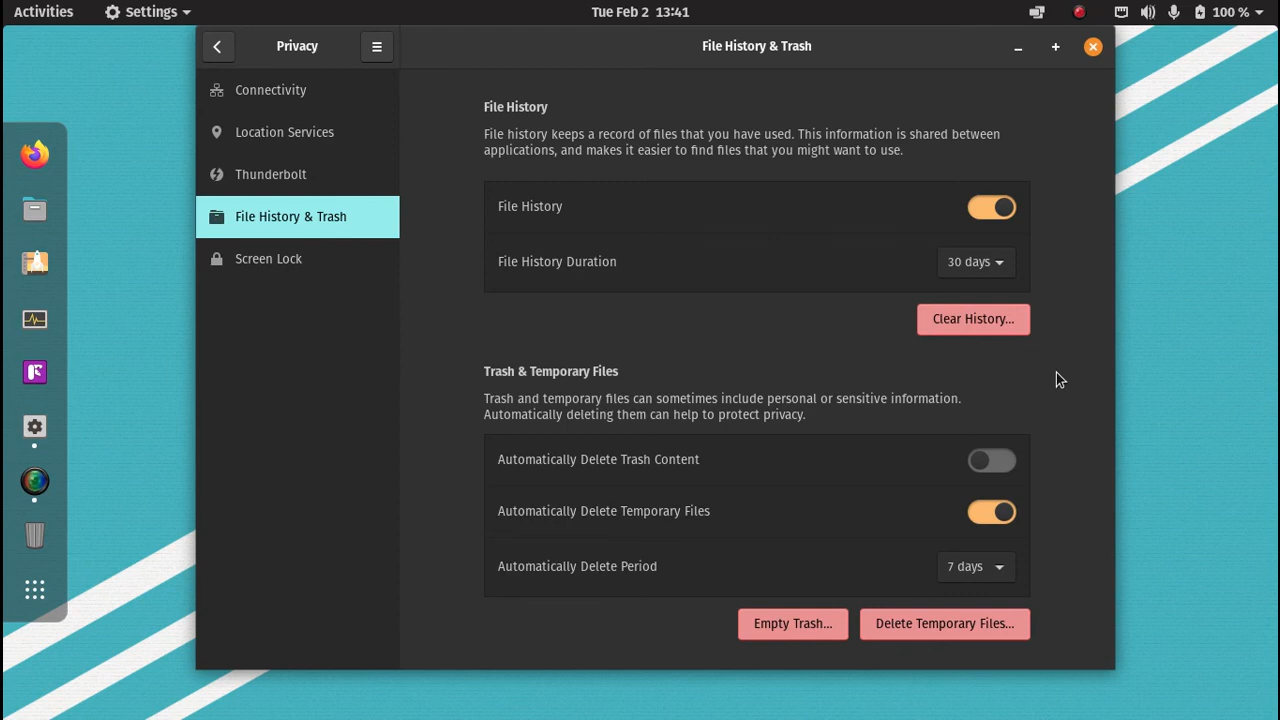 Activities
Settings
Tue Feb 2 13:41
100 %
Privacy
File History & Trash
Connectivity
Location Services
Thunderbolt
File History & Trash
Screen Lock
File History
File history keeps a record of files that you have used. This information is shared between
applications, and makes it easier to find files that you might want to use.
File History
File History Duration
30 days
Clear History...
Trash & Temporary Files
Trash and temporary files can sometimes include personal or sensitive information.
Automatically deleting them can help to protect privacy.
Automatically Delete Trash Content
Automatically Delete Temporary Files
Automatically Delete Period
7 days
Empty Trash...
Delete Temporary Files...